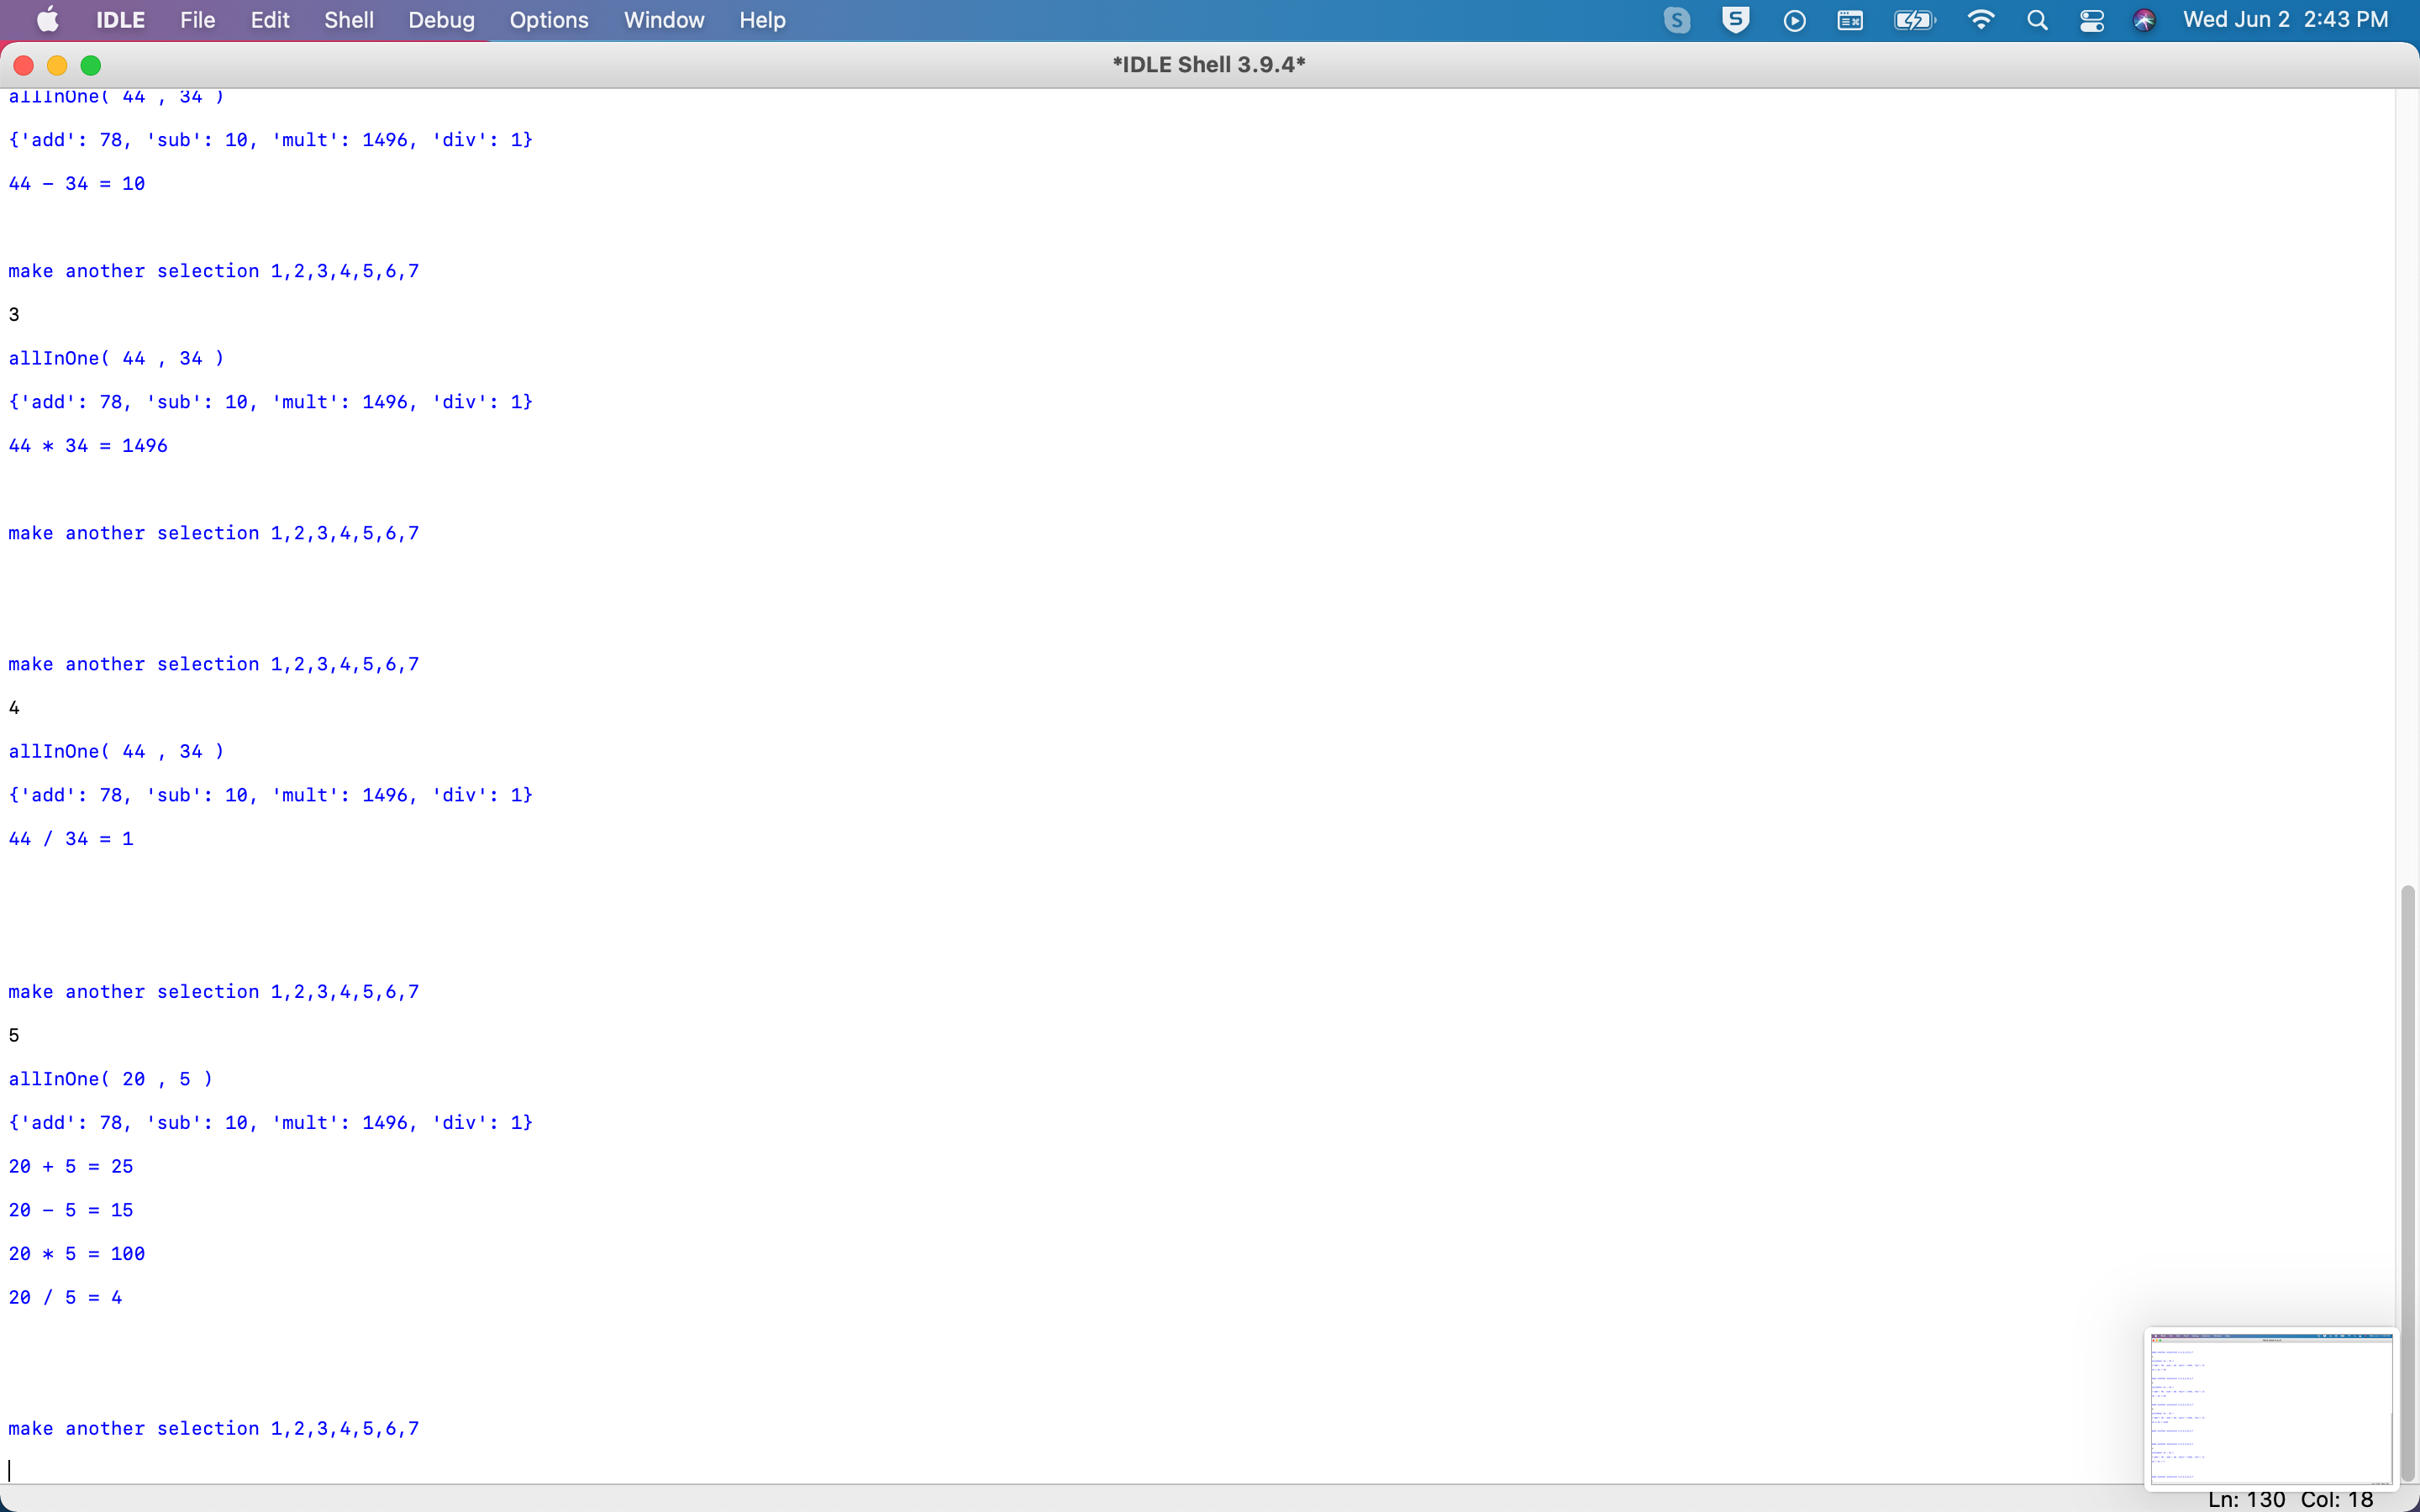 IDLE File Edit Shell Debug Options Window Help S S Wed Jun 2 2:43 PM
*IDLE Shell 3.9.4*
allInOne( 44 , 34 )
{'add': 78, 'sub': 10, 'mult': 1496, 'div': 1}
44 - 34 = 10
make another selection 1,2,3,4,5,6,7
3
allInOne( 44 , 34 )
{'add': 78, 'sub': 10, 'mult': 1496, 'div': 1}
44 * 34 = 1496
make another selection 1,2,3,4,5,6,7
make another selection 1,2,3,4,5,6,7
4
allInOne( 44 , 34 )
{'add': 78, 'sub': 10, 'mult': 1496, 'div': 1}
44 / 34 = 1
make another selection 1,2,3,4,5,6,7
5
allInOne( 20 , 5 )
{'add': 78, 'sub': 10, 'mult': 1496, 'div': 1}
20 + 5 = 25
20 - 5 = 15
20 * 5 = 100
20 / 5 = 4
make another selection 1,2,3,4,5,6,7
Ln: 130 Col: 18